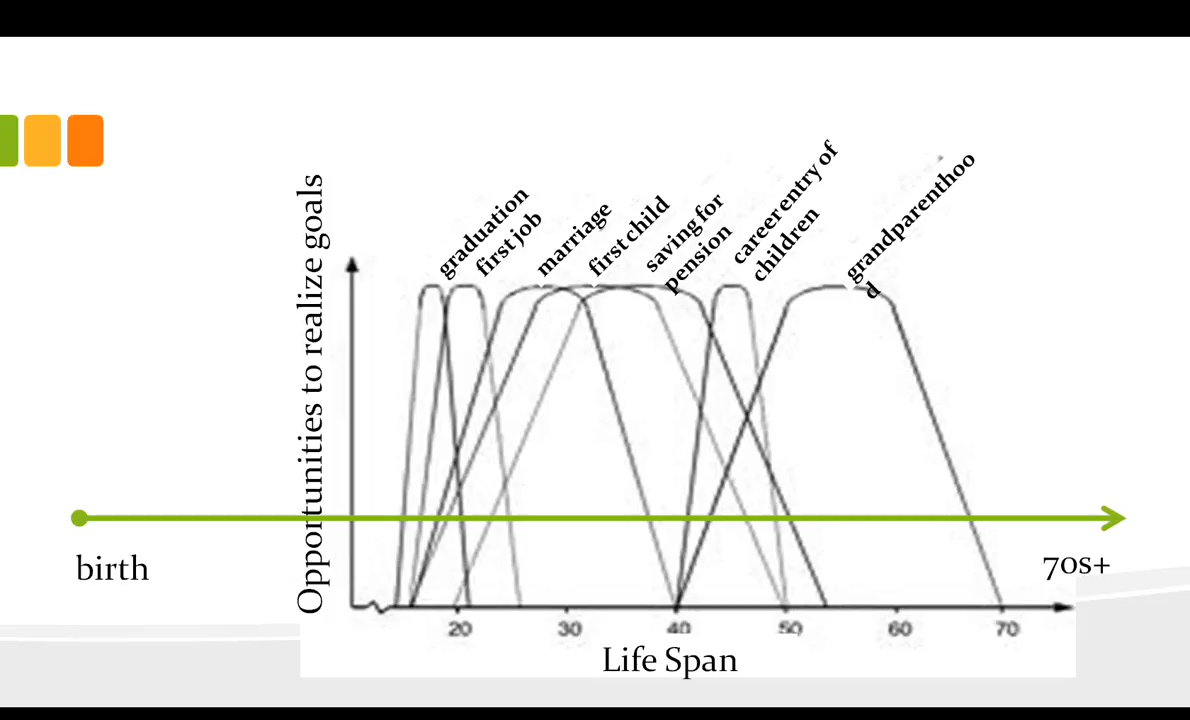 Opportunities to realize goals
graduation
first job
marriage
first child
saving for
pension
career entry of
children
grandparenthoo
d
birth
70s+
20
30
40
50
60
70
Life Span